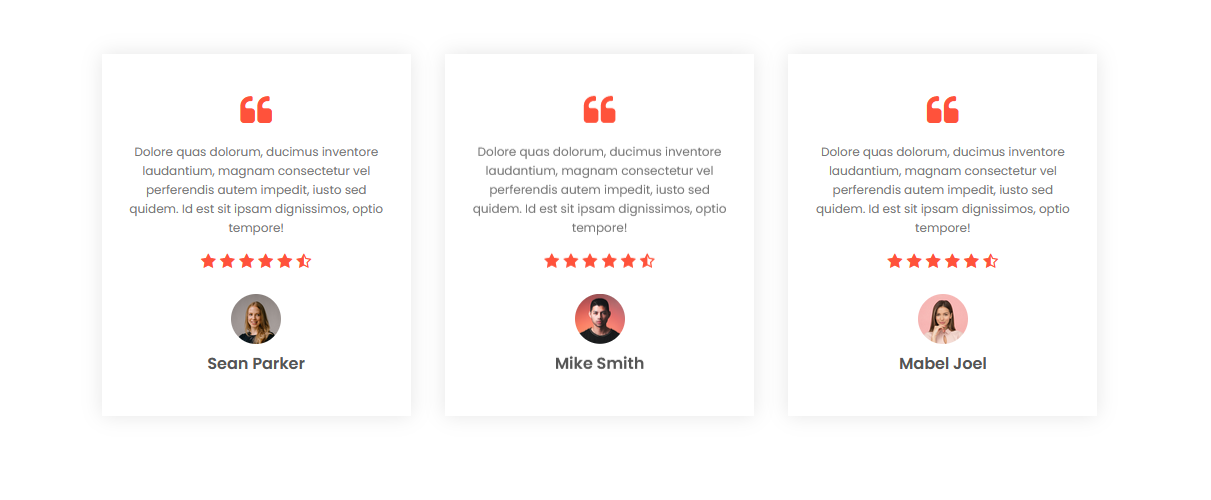 Dolore quas dolorum, ducimus inventore
laudantium, magnam consectetur vel
perferendis autem impedit, iusto sed
quidem. Id est sit ipsam dignissimos, optio
tempore!
Sean Parker
Dolore quas dolorum, ducimus inventore
laudantium, magnam consectetur vel
perferendis autem impedit, iusto sed
quidem. Id est sit ipsam dignissimos, optio
tempore!
Mike Smith
Dolore quas dolorum, ducimus inventore
laudantium, magnam consectetur vel
perferendis autem impedit, iusto sed
quidem. Id est sit ipsam dignissimos, optio
tempore!
Mabel Joel